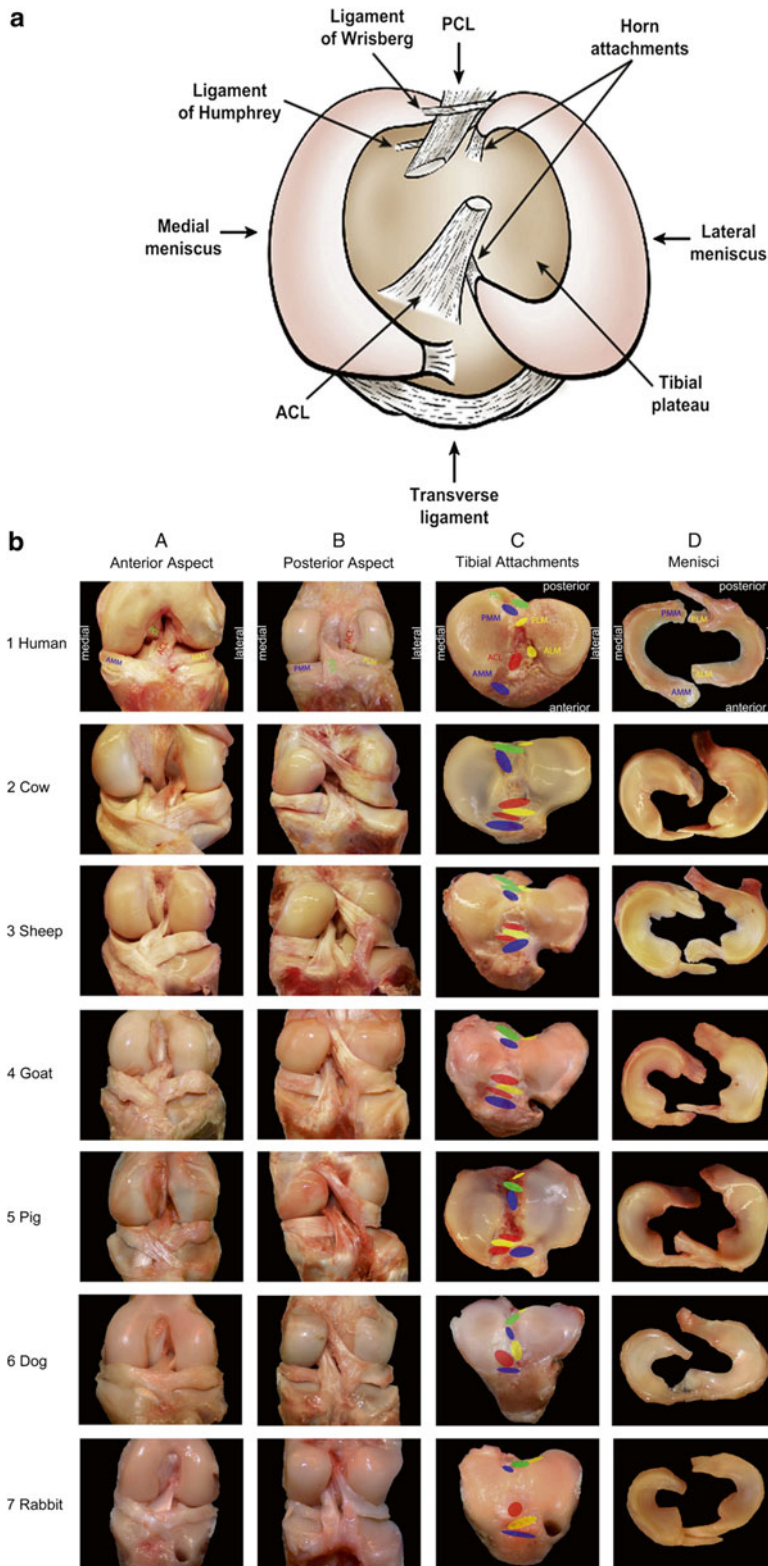 a
Ligament
of Wrisberg
PCL
Horn
attachments
Ligament
of Humphrey
Medial
meniscus
Lateral
meniscus
ACL
Tibial
plateau
Transverse
ligament
b
A
B
C
D
Anterior Aspect
Posterior Aspect
Tibial Attachments
Menisci
1 Human
medial
lateral
AMM
PMM
PLM
medial
posterior
PMM
PLM
ACL
ALM
AMM
anterior
medial
posterior
PMM
PLM
ALM
AMM
anterior
2 Cow
3 Sheep
4 Goat
5 Pig
6 Dog
7 Rabbit